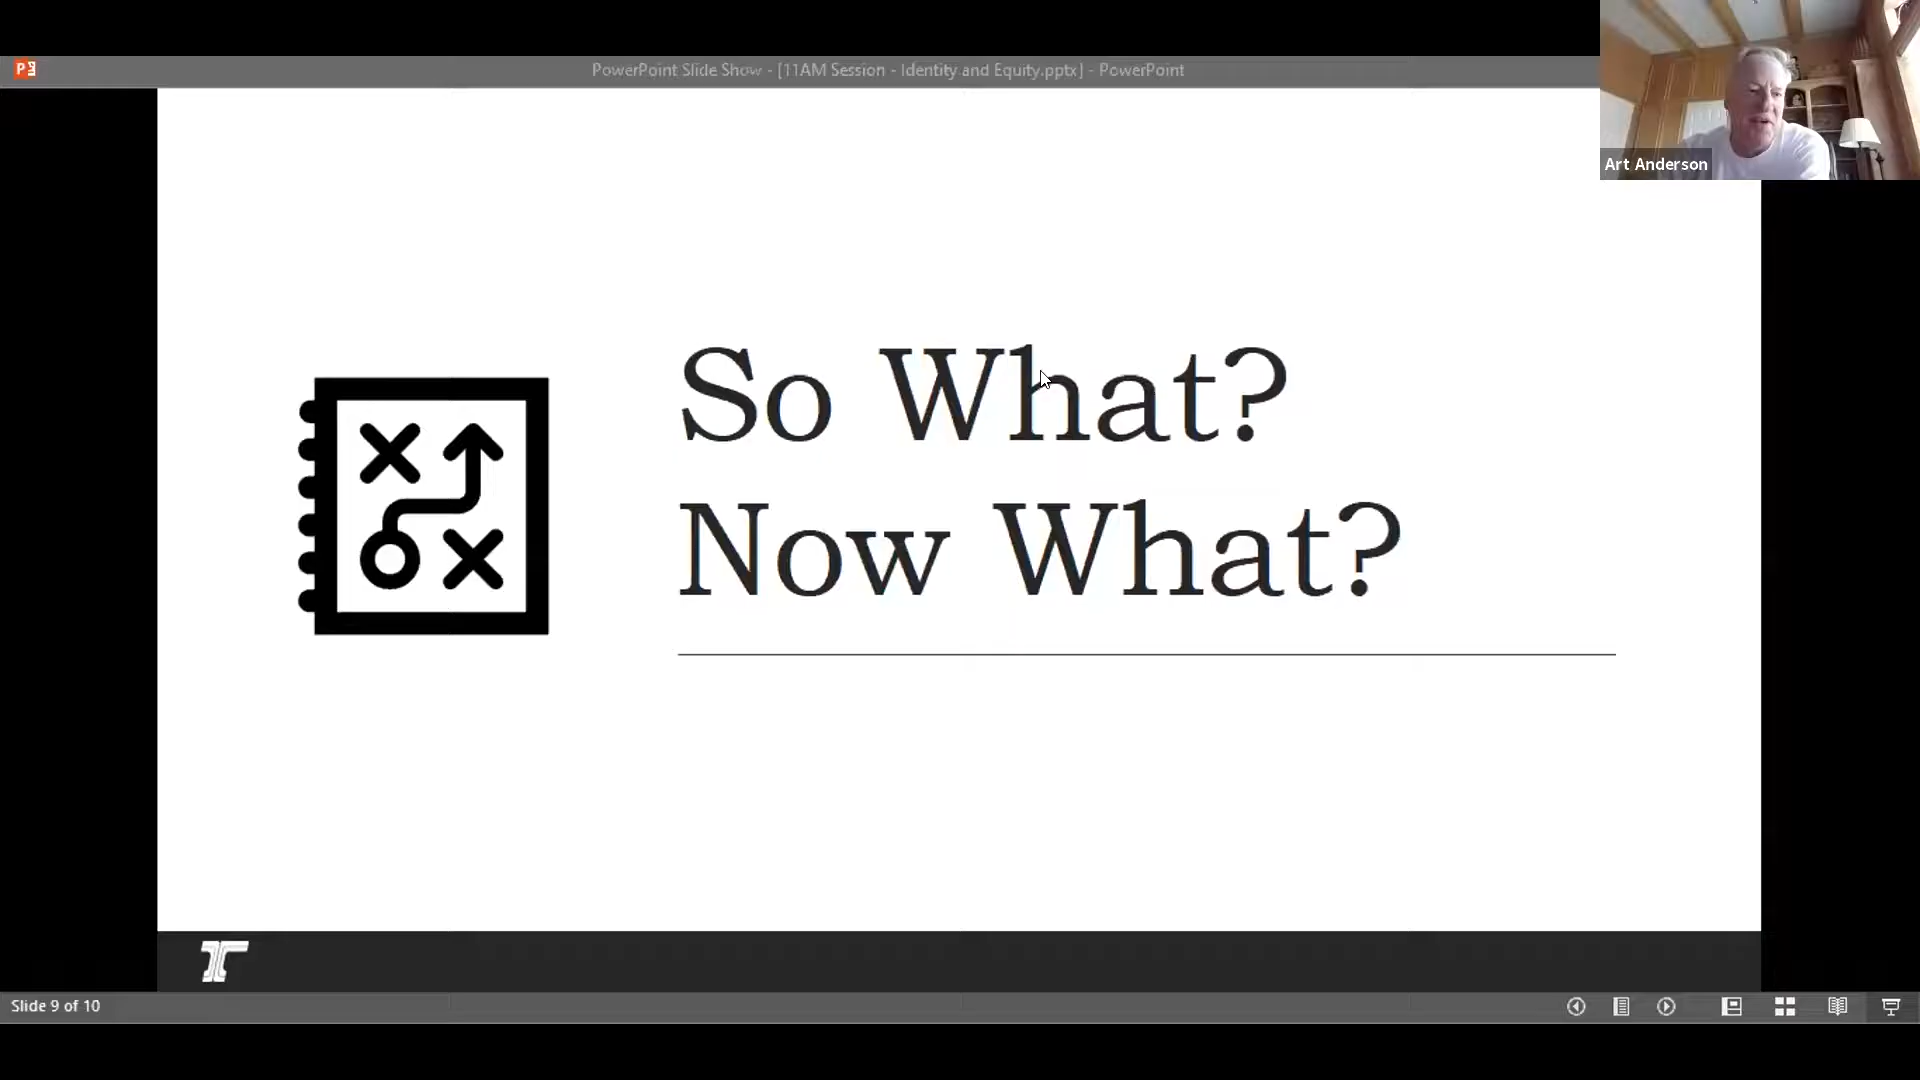 PowerPoint Slide Show - [11AM Session - Identity and Equity.pptx] - PowerPoint
Art Anderson
So What?
Now What?
Slide 9 of 10